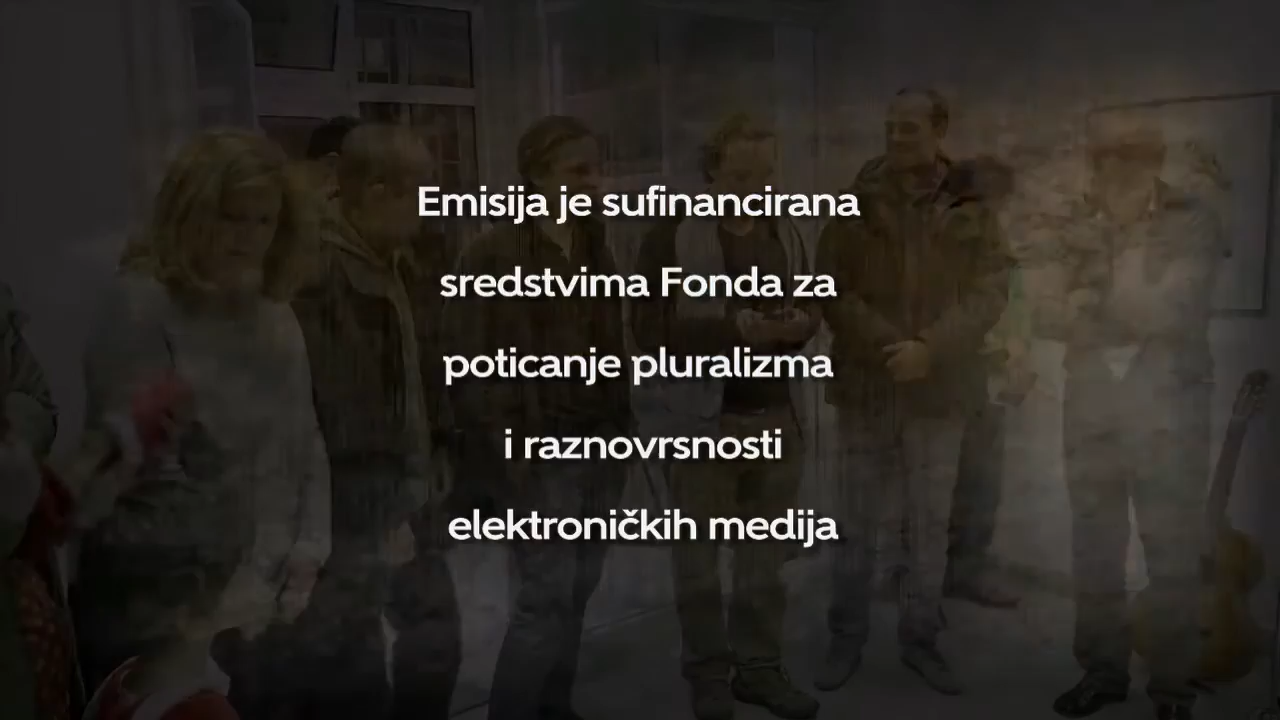 Emisija je sufinancirana
sredstvima Fonda za
poticanje pluralizma
i raznovrsnosti
elektroničkih medija